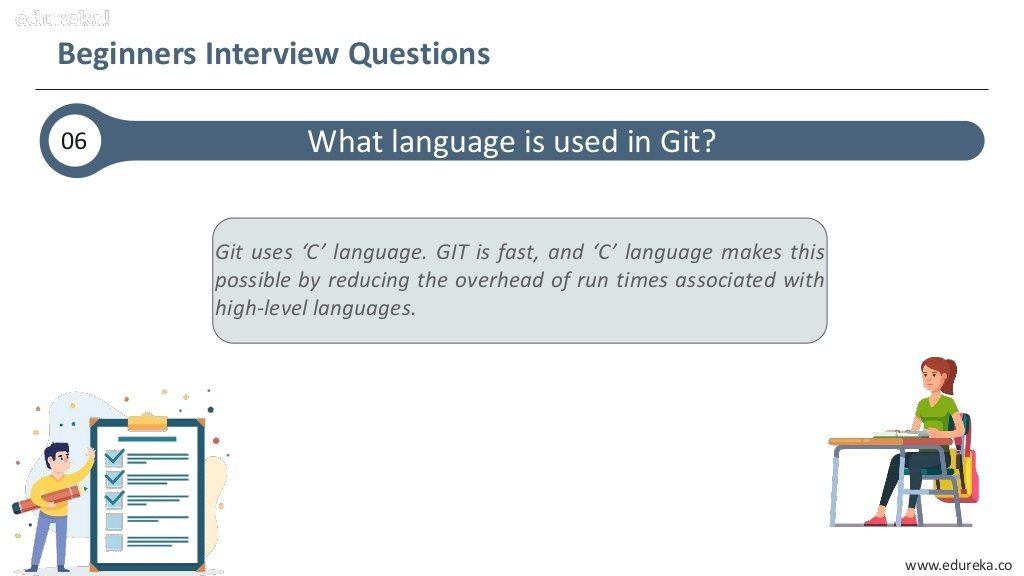 edureka!
Beginners Interview Questions
06
What language is used in Git?
Git uses ‘C’ language. GIT is fast, and ‘C’ language makes this
possible by reducing the overhead of run times associated with
high-level languages.
www.edureka.co